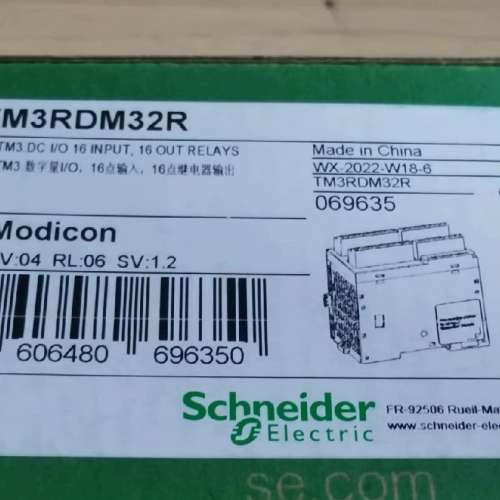 TM3RDM32R
TM3 DC I/O 16 INPUT, 16 OUT RELAYS
TM3 数字量I/O, 16点输入, 16点继电器输出
Made in China
WX-2022-W18-6
TM3RDM32R
069635
Modicon
V:04 RL:06 SV:1.2
606480 696350
Schneider
Electric
FR-92506 Rueil-Ma
www.schneider-ele
se.com